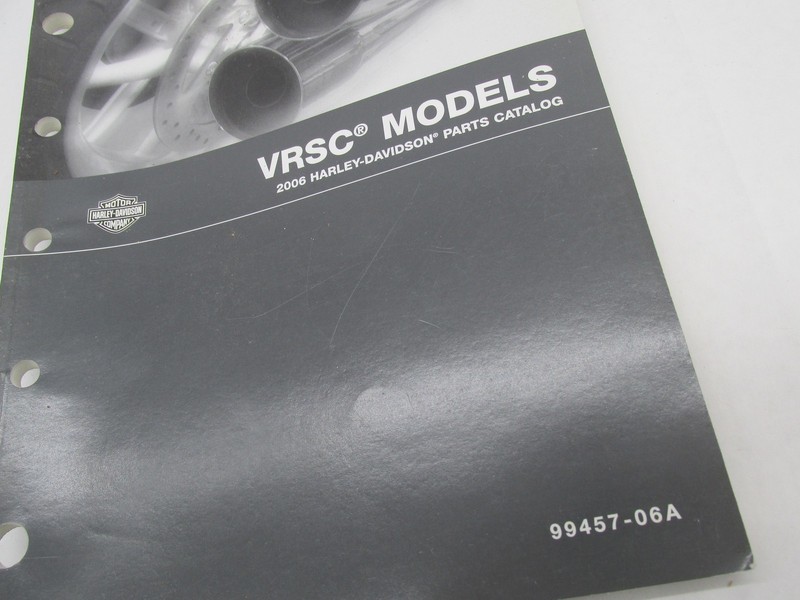 VRSC® MODELS
2006 HARLEY-DAVIDSON® PARTS CATALOG
MOTOR
HARLEY-DAVIDSON
COMPANY
99457-06A